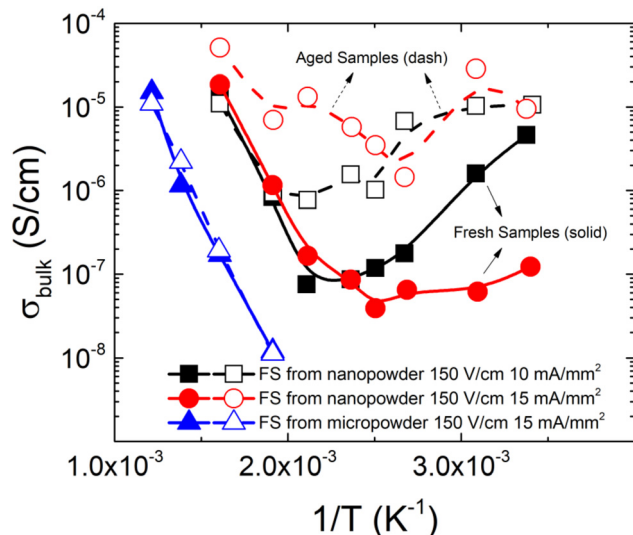 10⁻⁴
10⁻⁵
10⁻⁶
10⁻⁷
10⁻⁸
σbulk (S/cm)
Aged Samples (dash)
Fresh Samples (solid)
FS from nanopowder 150 V/cm 10 mA/mm²
FS from nanopowder 150 V/cm 15 mA/mm²
FS from micropowder 150 V/cm 15 mA/mm²
1.0x10⁻³ 2.0x10⁻³ 3.0x10⁻³
1/T (K⁻¹)